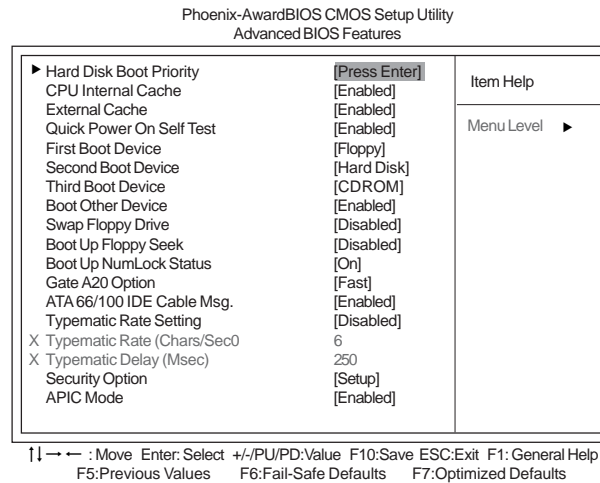 Phoenix-AwardBIOS CMOS Setup Utility
Advanced BIOS Features
► Hard Disk Boot Priority [Press Enter]
CPU Internal Cache [Enabled]
External Cache [Enabled]
Quick Power On Self Test [Enabled]
First Boot Device [Floppy]
Second Boot Device [Hard Disk]
Third Boot Device [CDROM]
Boot Other Device [Enabled]
Swap Floppy Drive [Disabled]
Boot Up Floppy Seek [Disabled]
Boot Up NumLock Status [On]
Gate A20 Option [Fast]
ATA 66/100 IDE Cable Msg. [Enabled]
Typematic Rate Setting [Disabled]
X Typematic Rate (Chars/Sec0 6
X Typematic Delay (Msec) 250
Security Option [Setup]
APIC Mode [Enabled]
Item Help
Menu Level ►
↑↓→← : Move Enter: Select +/-/PU/PD:Value F10:Save ESC:Exit F1: General Help
F5:Previous Values F6:Fail-Safe Defaults F7:Optimized Defaults